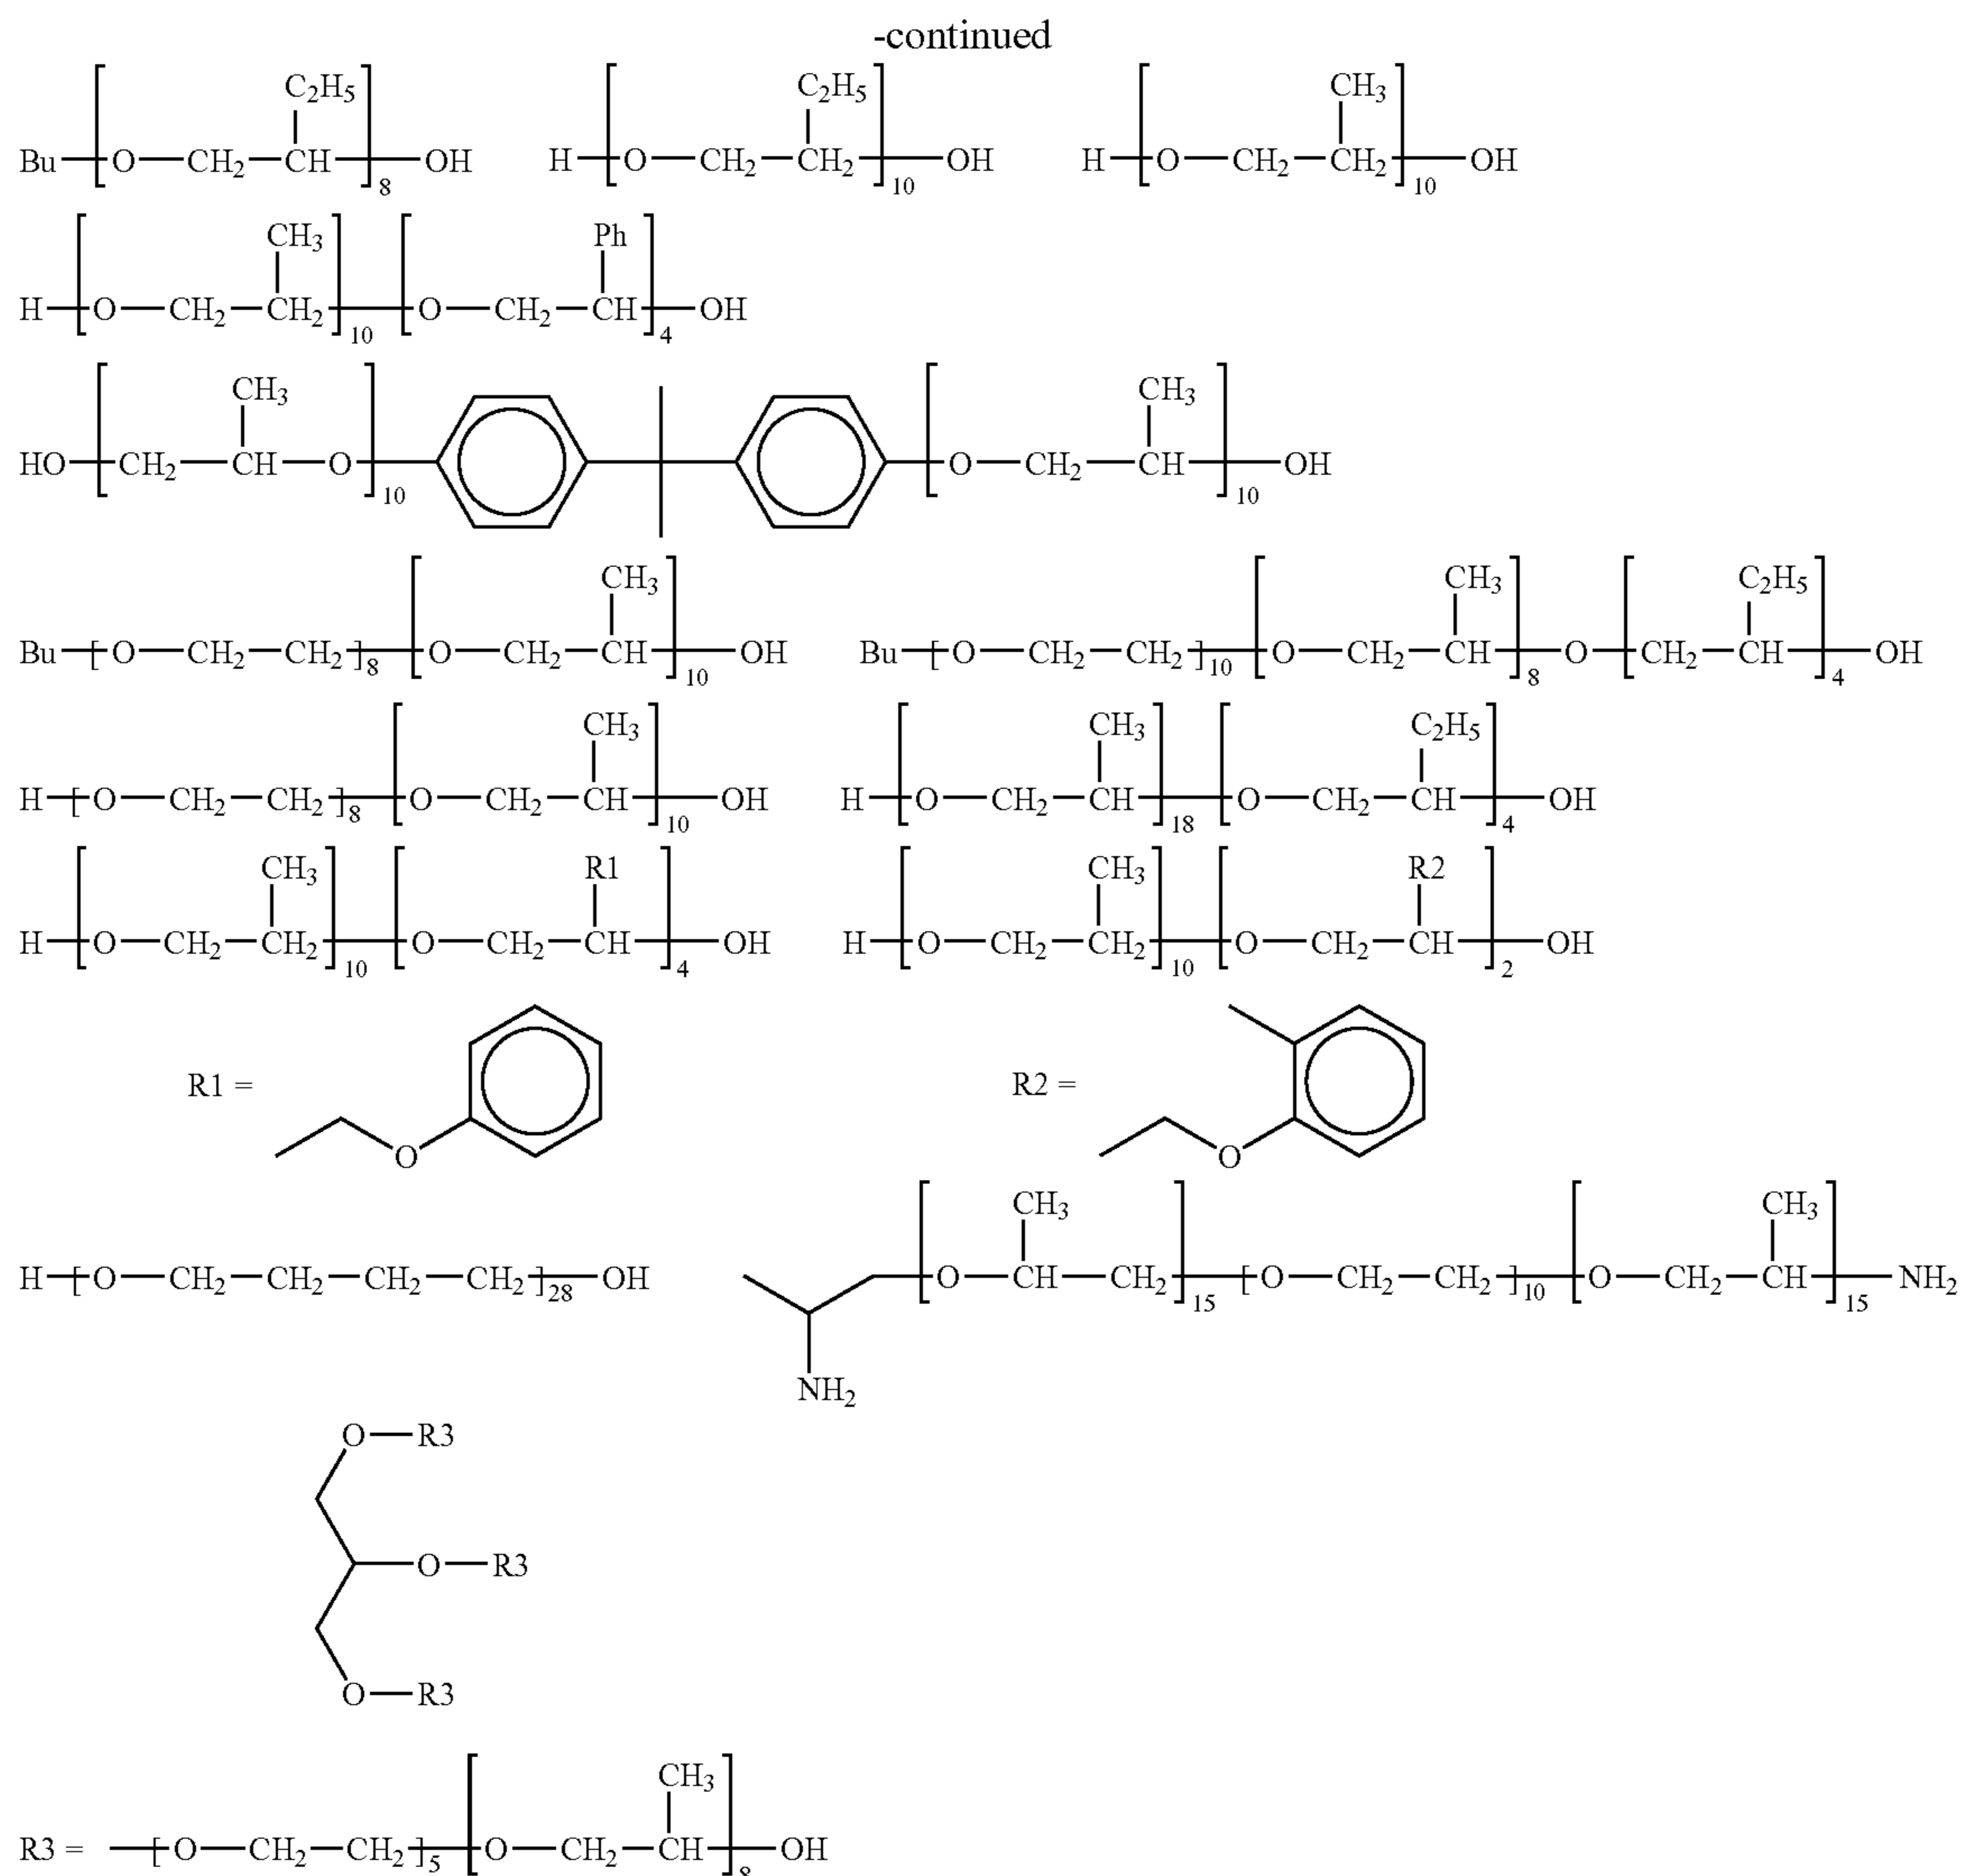 -continued
Bu—[O—CH₂—CH(C₂H₅)]₈—OH H—[O—CH₂—CH₂(C₂H₅)]₁₀—OH H—[O—CH₂—CH₂(CH₃)]₁₀—OH
H—[O—CH₂—CH₂(CH₃)]₁₀—[O—CH₂—CH(Ph)]₄—OH
HO—[CH₂—CH(CH₃)—O]₁₀ [O—CH₂—CH(CH₃)]₁₀—OH
Bu—[O—CH₂—CH₂]₈—[O—CH₂—CH(CH₃)]₁₀—OH Bu—[O—CH₂—CH₂]₁₀—[O—CH₂—CH(CH₃)]₈—O—[CH₂—CH(C₂H₅)]₄—OH
H—[O—CH₂—CH₂]₈—[O—CH₂—CH(CH₃)]₁₀—OH H—[O—CH₂—CH(CH₃)]₁₈—[O—CH₂—CH(C₂H₅)]₄—OH
H—[O—CH₂—CH₂(CH₃)]₁₀—[O—CH₂—CH(R1)]₄—OH H—[O—CH₂—CH₂(CH₃)]₁₀—[O—CH₂—CH(R2)]₂—OH
R1 = O R2 = O
H—[O—CH₂—CH₂—CH₂—CH₂]₂₈—OH NH₂ [O—CH(CH₃)—CH₂]₁₅—[O—CH₂—CH₂]₁₀—[O—CH₂—CH(CH₃)]₁₅—NH₂
O—R3
O—R3
O—R3
R3 = —[O—CH₂—CH₂]₅—[O—CH₂—CH(CH₃)]₈—OH